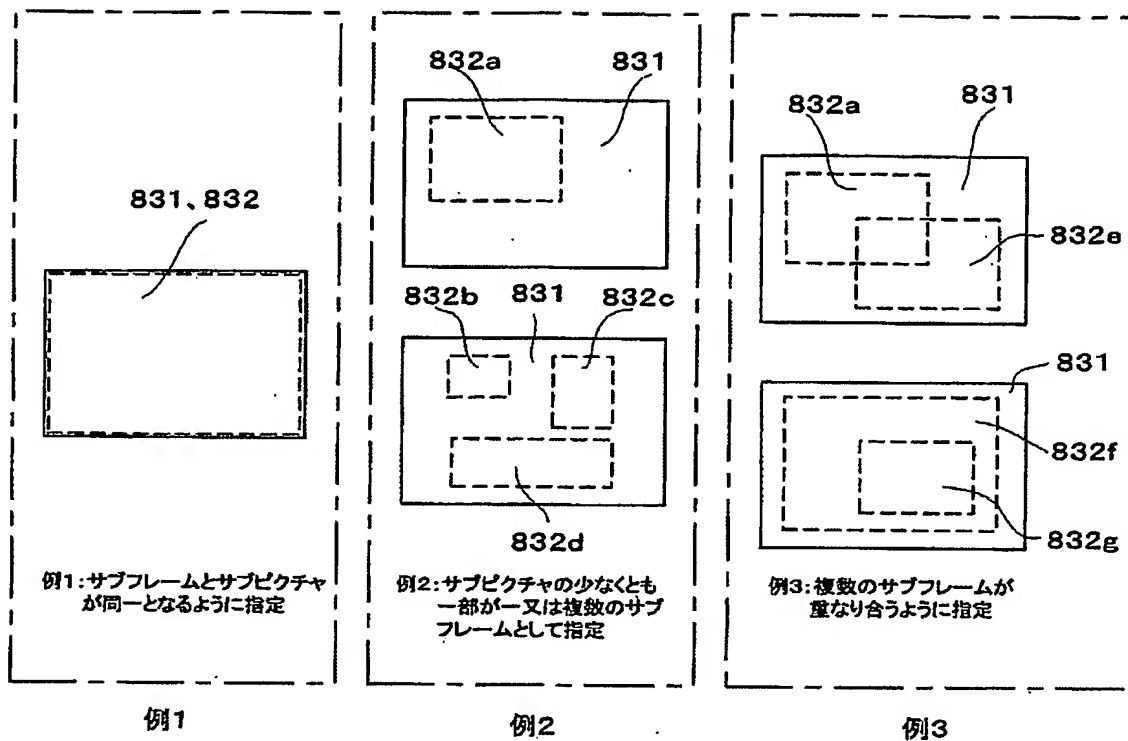 831、832
例1:サブフレームとサブピクチャ
が同一となるように指定
例1
832a
831
832b
831
832c
832d
例2:サブピクチャの少なくとも
一部が一又は複数のサブ
フレームとして指定
例2
832a
831
832e
831
832f
832g
例3:複数のサブフレームが
重なり合うように指定
例3